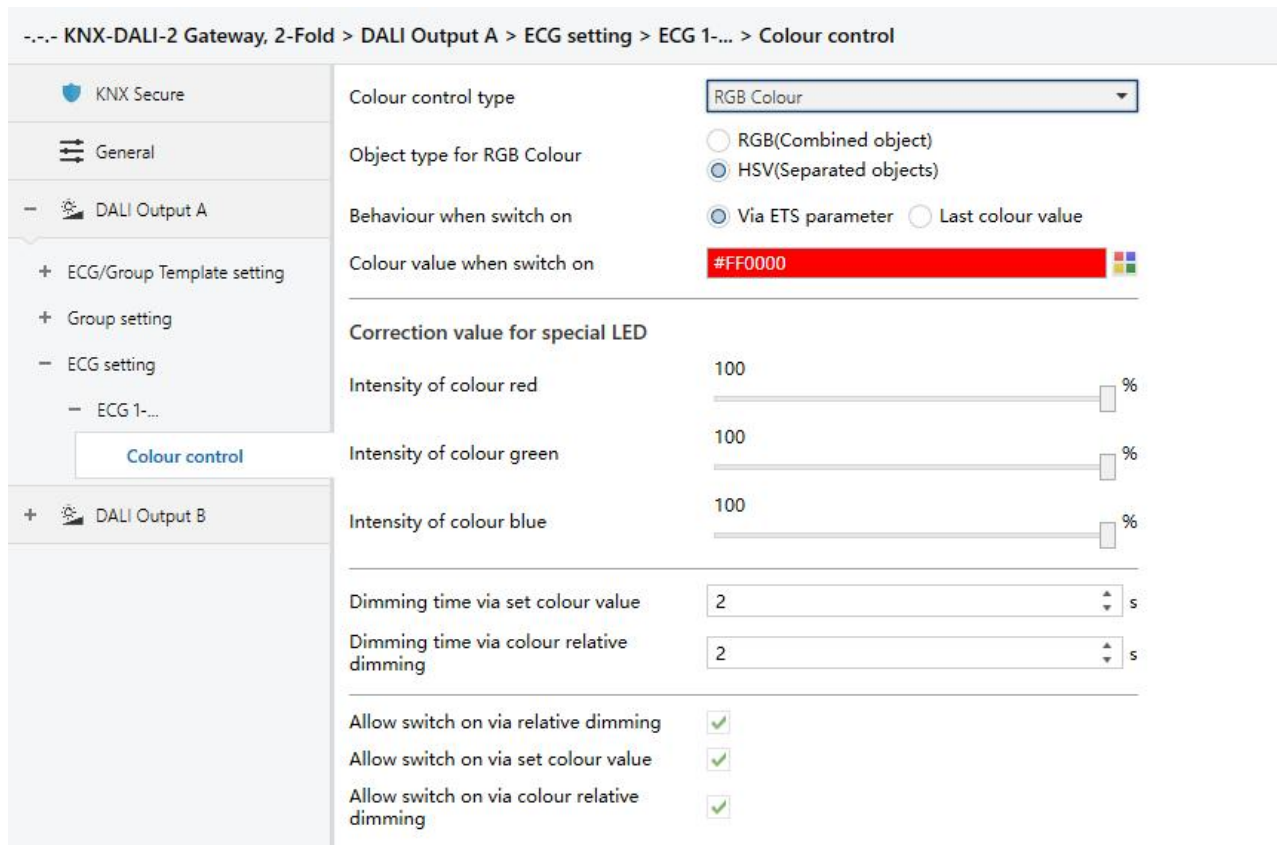 -.-.- KNX-DALI-2 Gateway, 2-Fold > DALI Output A > ECG setting > ECG 1-... > Colour control
KNX Secure
General
DALI Output A
ECG/Group Template setting
Group setting
ECG setting
ECG 1-...
Colour control
DALI Output B
Colour control type
RGB Colour
Object type for RGB Colour
RGB(Combined object)
HSV(Separated objects)
Behaviour when switch on
Via ETS parameter
Last colour value
Colour value when switch on
#FF0000
Correction value for special LED
Intensity of colour red
100
%
Intensity of colour green
100
%
Intensity of colour blue
100
%
Dimming time via set colour value
2
s
Dimming time via colour relative
dimming
2
s
Allow switch on via relative dimming
Allow switch on via set colour value
Allow switch on via colour relative
dimming